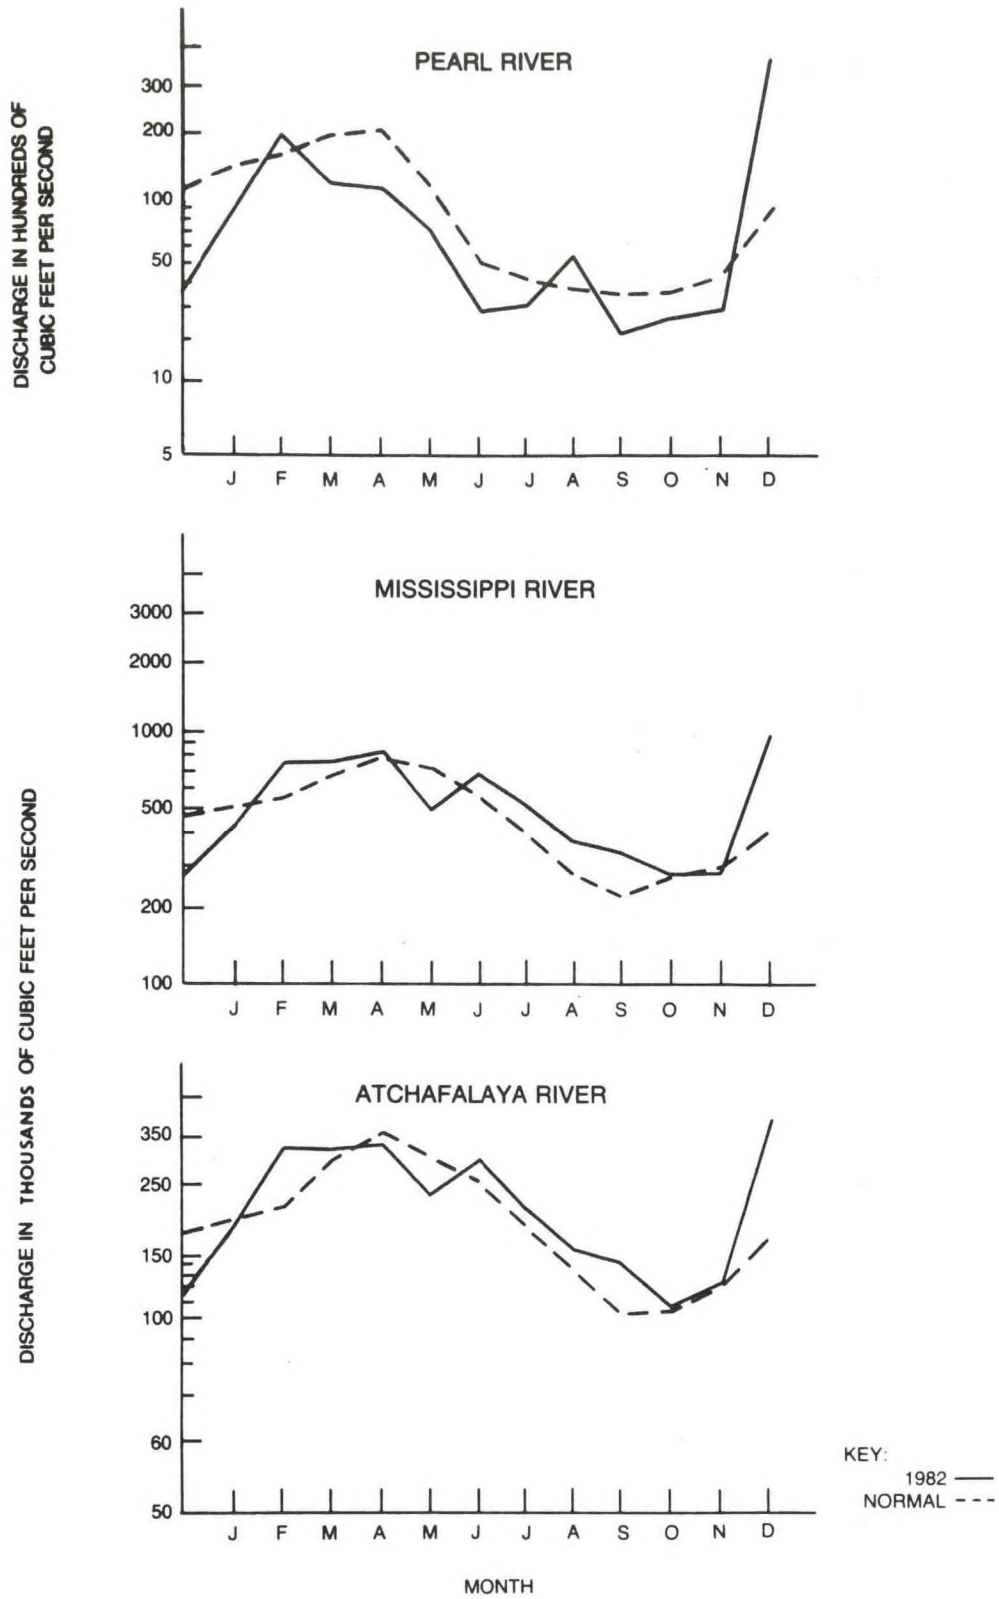 PEARL RIVER
DISCHARGE IN HUNDREDS OF
CUBIC FEET PER SECOND
300
200
100
50
10
5
J F M A M J J A S O N D
MISSISSIPPI RIVER
DISCHARGE IN THOUSANDS OF CUBIC FEET PER SECOND
3000
2000
1000
500
200
100
J F M A M J J A S O N D
ATCHAFALAYA RIVER
350
250
150
100
60
50
J F M A M J J A S O N D
MONTH
KEY:
1982
NORMAL